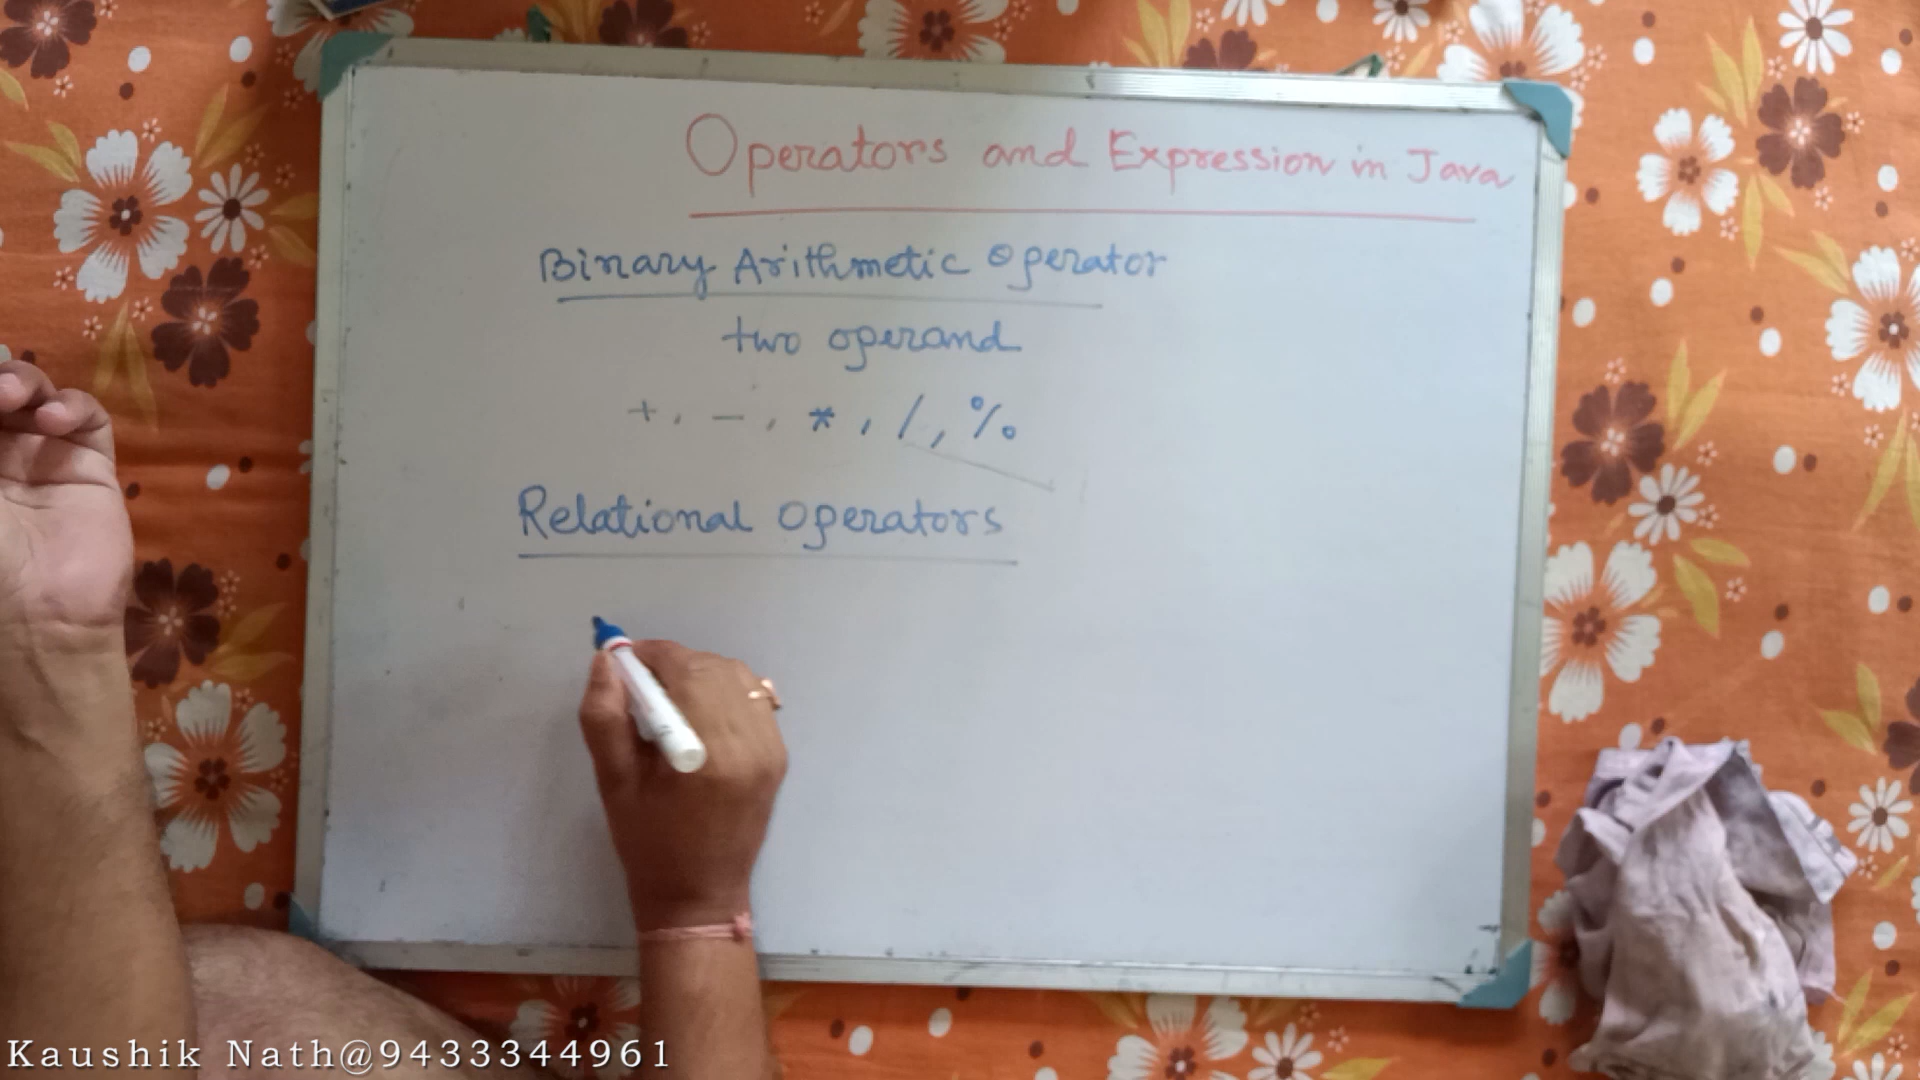 Operators and Expression in Java
Binary Arithmetic Operator
two operand
+, -, *, /, %
Relational Operators
Kaushik Nath@9433344961